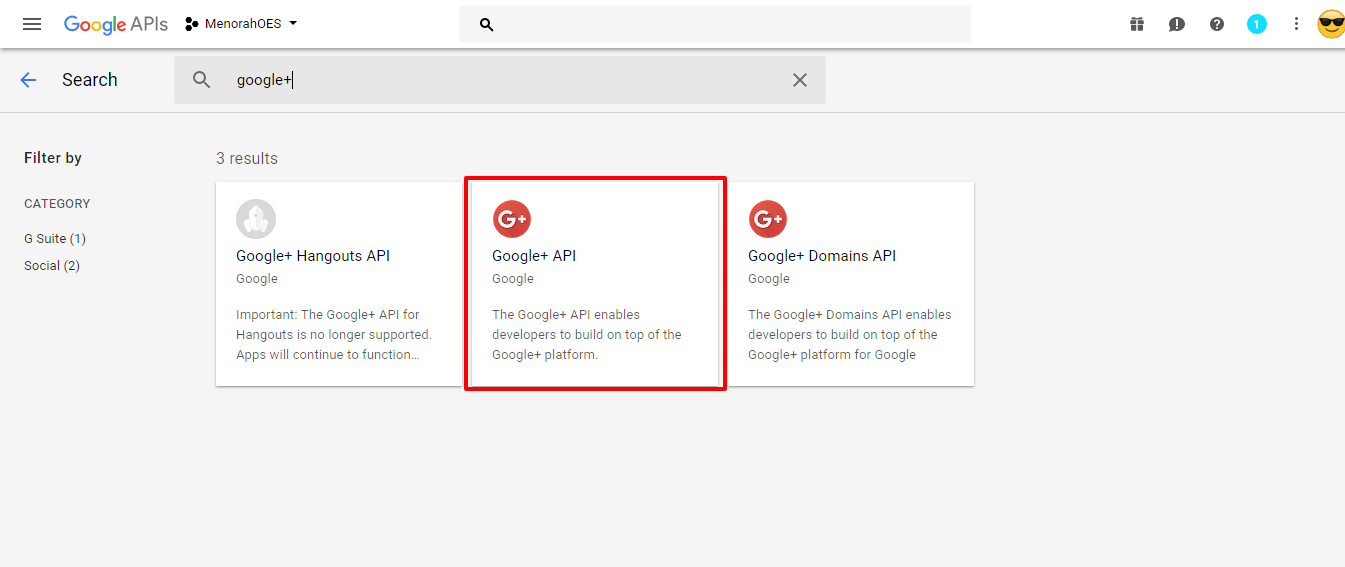 Google APIs MenorahOES 1
Search google+
Filter by
3 results
CATEGORY
G Suite (1)
Social (2)
Google+ Hangouts API
Google
Important: The Google+ API for
Hangouts is no longer supported.
Apps will continue to function...
G+
Google+ API
Google
The Google+ API enables
developers to build on top of the
Google+ platform.
G+
Google+ Domains API
Google
The Google+ Domains API enables
developers to build on top of the
Google+ platform for Google